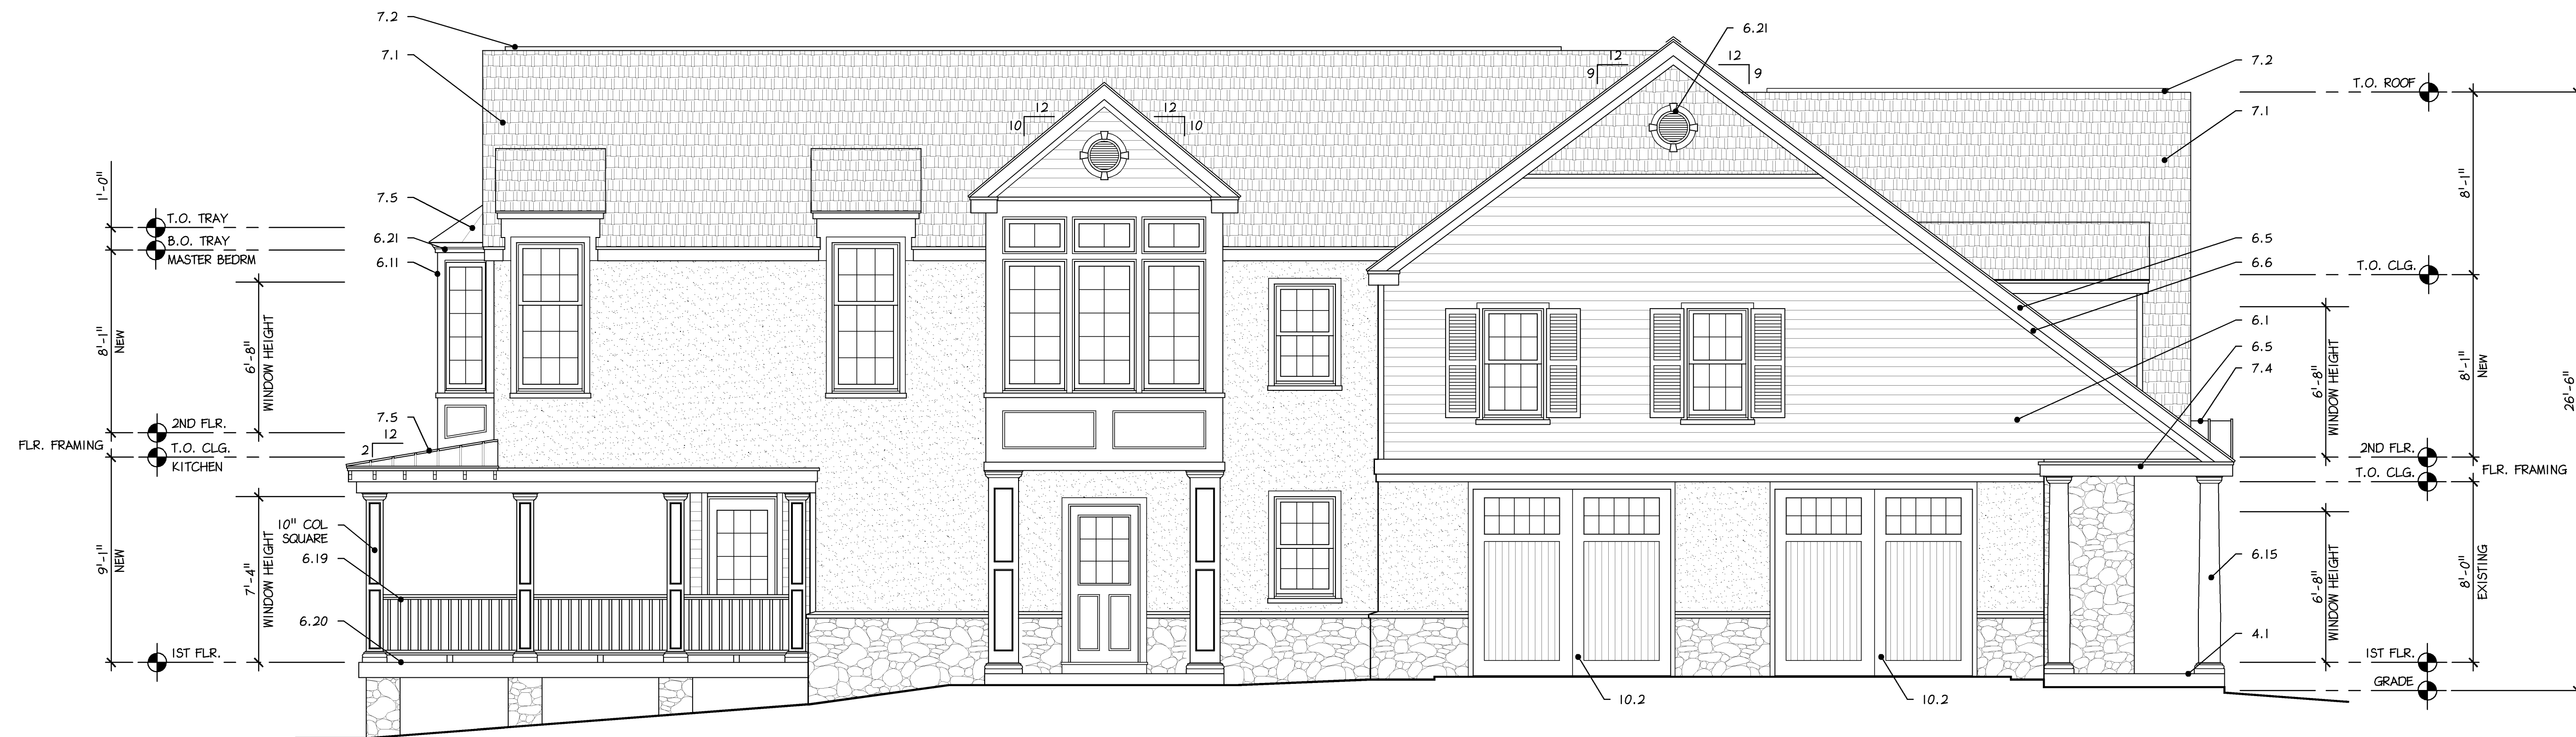 7.2
7.1
7.5
6.21
6.11
7.5
12
2
10" COL
SQUARE
6.19
6.20
1'-0"
T.O. TRAY
B.O. TRAY
MASTER BEDRM
8'-1"
NEW
6'-8"
WINDOW HEIGHT
2ND FLR.
FLR. FRAMING
T.O. CLG.
KITCHEN
9'-1"
NEW
7'-4"
WINDOW HEIGHT
1ST FLR.
12
10
12
10
12
9
12
9
6.21
10.2
10.2
7.2
7.1
6.5
6.6
6.1
6.5
7.4
6.15
4.1
T.O. ROOF
8'-1"
T.O. CLG.
6'-8"
WINDOW HEIGHT
8'-1"
NEW
26'-6"
2ND FLR.
T.O. CLG.
FLR. FRAMING
6'-8"
WINDOW HEIGHT
8'-0"
EXISTING
1ST FLR.
GRADE